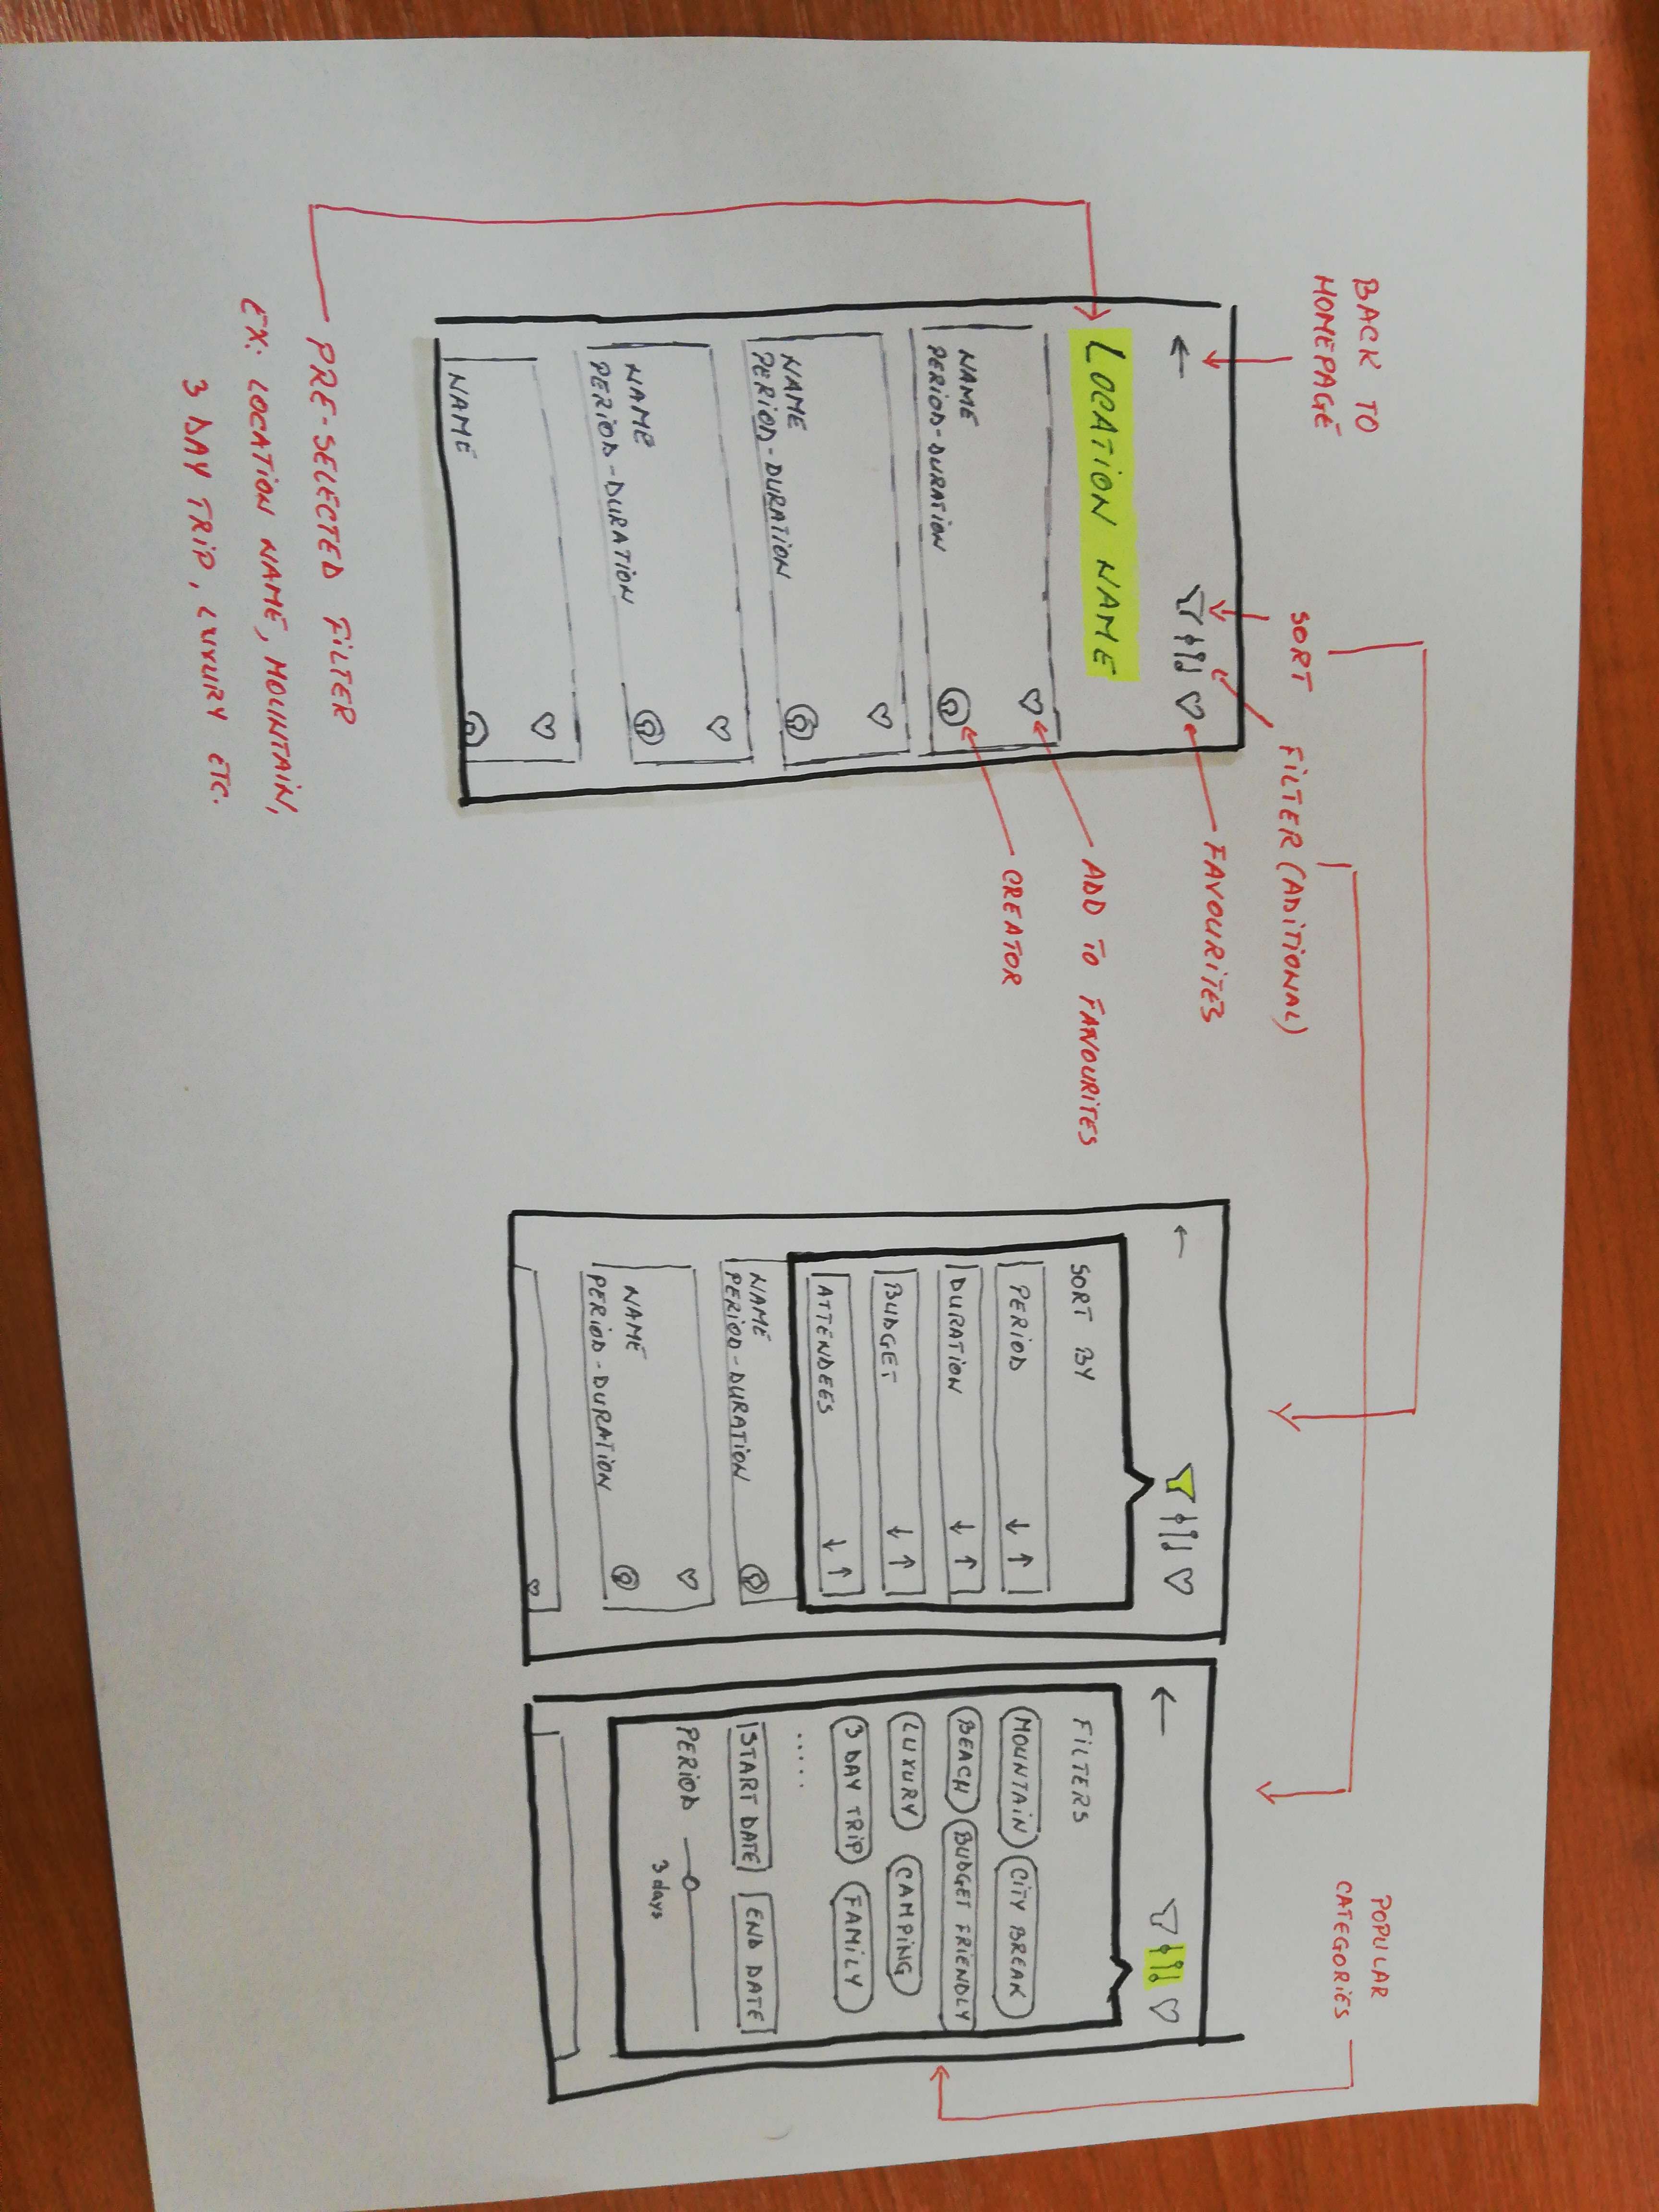 BACK TO
HOMEPAGE
SORT
FILTER (ADITIONAL)
FAVOURITES
ADD TO FAVOURITES
CREATOR
LOCATION NAME
NAME
PERIOD-DURATION
NAME
PERIOD-DURATION
NAME
PERIOD-DURATION
NAME
PRE-SELECTED FILTER
EX: LOCATION NAME, MOUNTAIN,
3 DAY TRIP, LUXURY ETC.
SORT BY
PERIOD
DURATION
BUDGET
ATTENDEES
NAME
PERIOD-DURATION
NAME
PERIOD-DURATION
POPULAR
CATEGORIES
FILTERS
MOUNTAIN CITY BREAK
BEACH BUDGET FRIENDLY
LUXURY CAMPING
3 DAY TRIP FAMILY
.....
START DATE END DATE
PERIOD
3 days